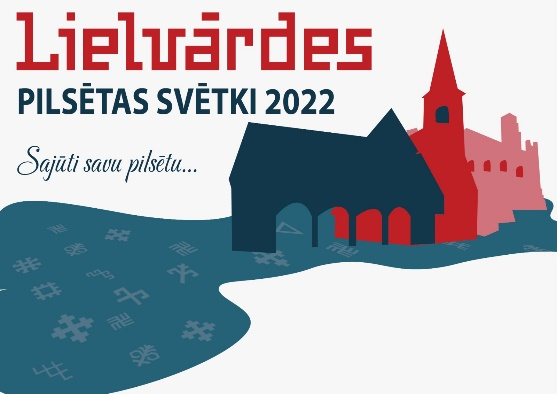 Lielvārdes
PILSĒTAS SVĒTKI 2022
Sajūti savu pilsētu...